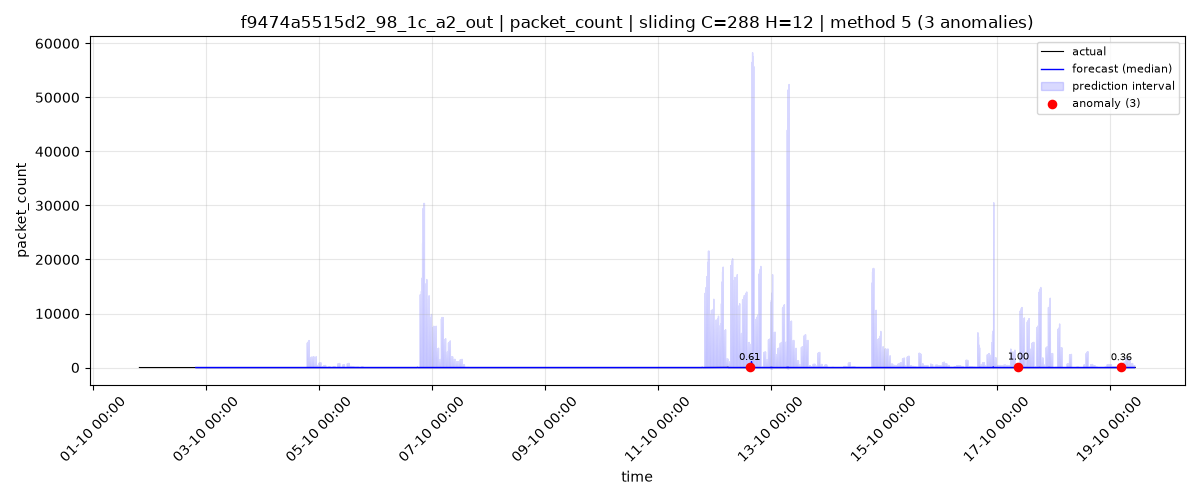 f9474a5515d2_98_1c_a2_out | packet_count | sliding C=288 H=12 | method 5 (3 anomalies)
packet_count
60000
50000
40000
30000
20000
10000
0
actual
forecast (median)
prediction interval
anomaly (3)
0.61
1.00
0.36
01-10 00:00
03-10 00:00
05-10 00:00
07-10 00:00
09-10 00:00
11-10 00:00
13-10 00:00
15-10 00:00
17-10 00:00
19-10 00:00
time